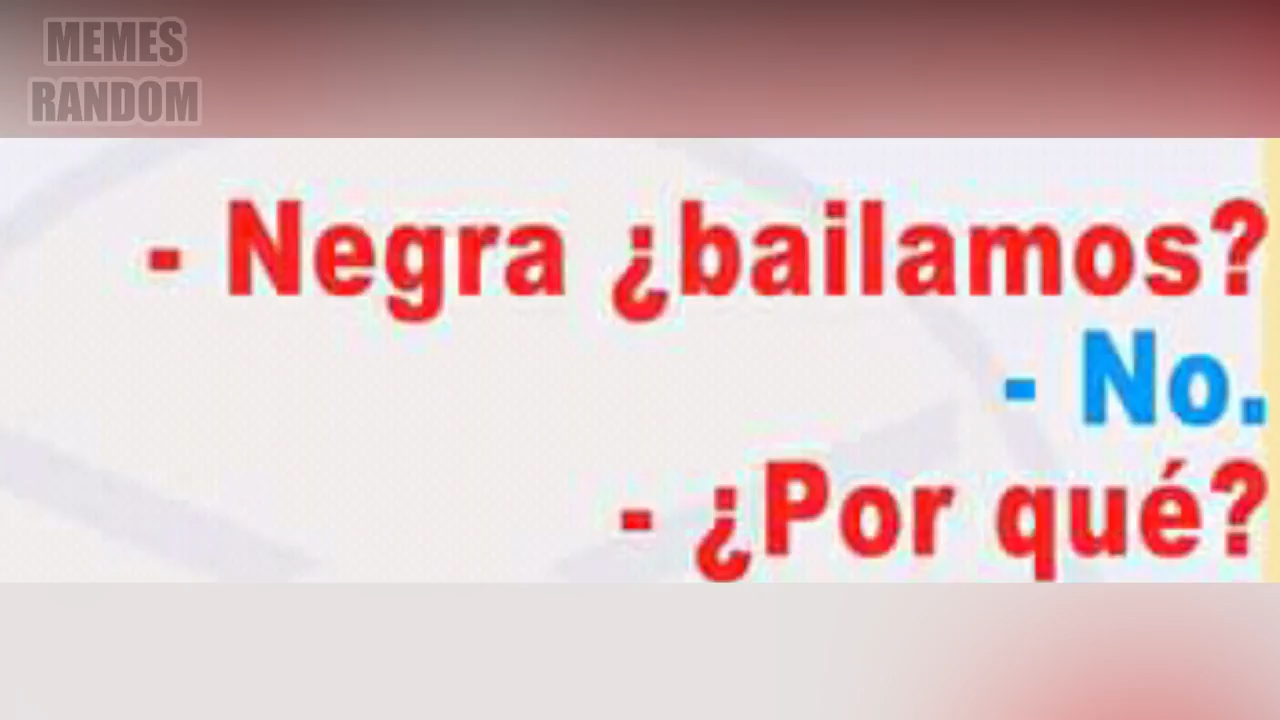 MEMES
RANDOM
- Negra ¿bailamos?
- No.
- ¿Por qué?